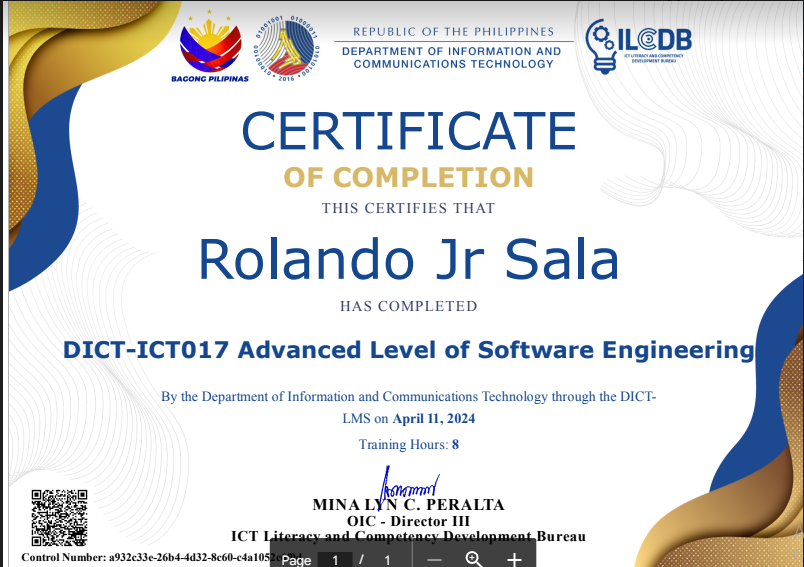 BAGONG PILIPINAS
2016
REPUBLIC OF THE PHILIPPINES
DEPARTMENT OF INFORMATION AND
COMMUNICATIONS TECHNOLOGY
ILCDB
ICT LITERACY AND COMPETENCY
DEVELOPMENT BUREAU
CERTIFICATE
OF COMPLETION
THIS CERTIFIES THAT
Rolando Jr Sala
HAS COMPLETED
DICT-ICT017 Advanced Level of Software Engineering
By the Department of Information and Communications Technology through the DICT-
LMS on April 11, 2024
Training Hours: 8
MINA LYN C. PERALTA
OIC - Director III
ICT Literacy and Competency Development Bureau
Control Number: a932c33e-26b4-4d32-8c60-c4a1052
Page 1 / 1